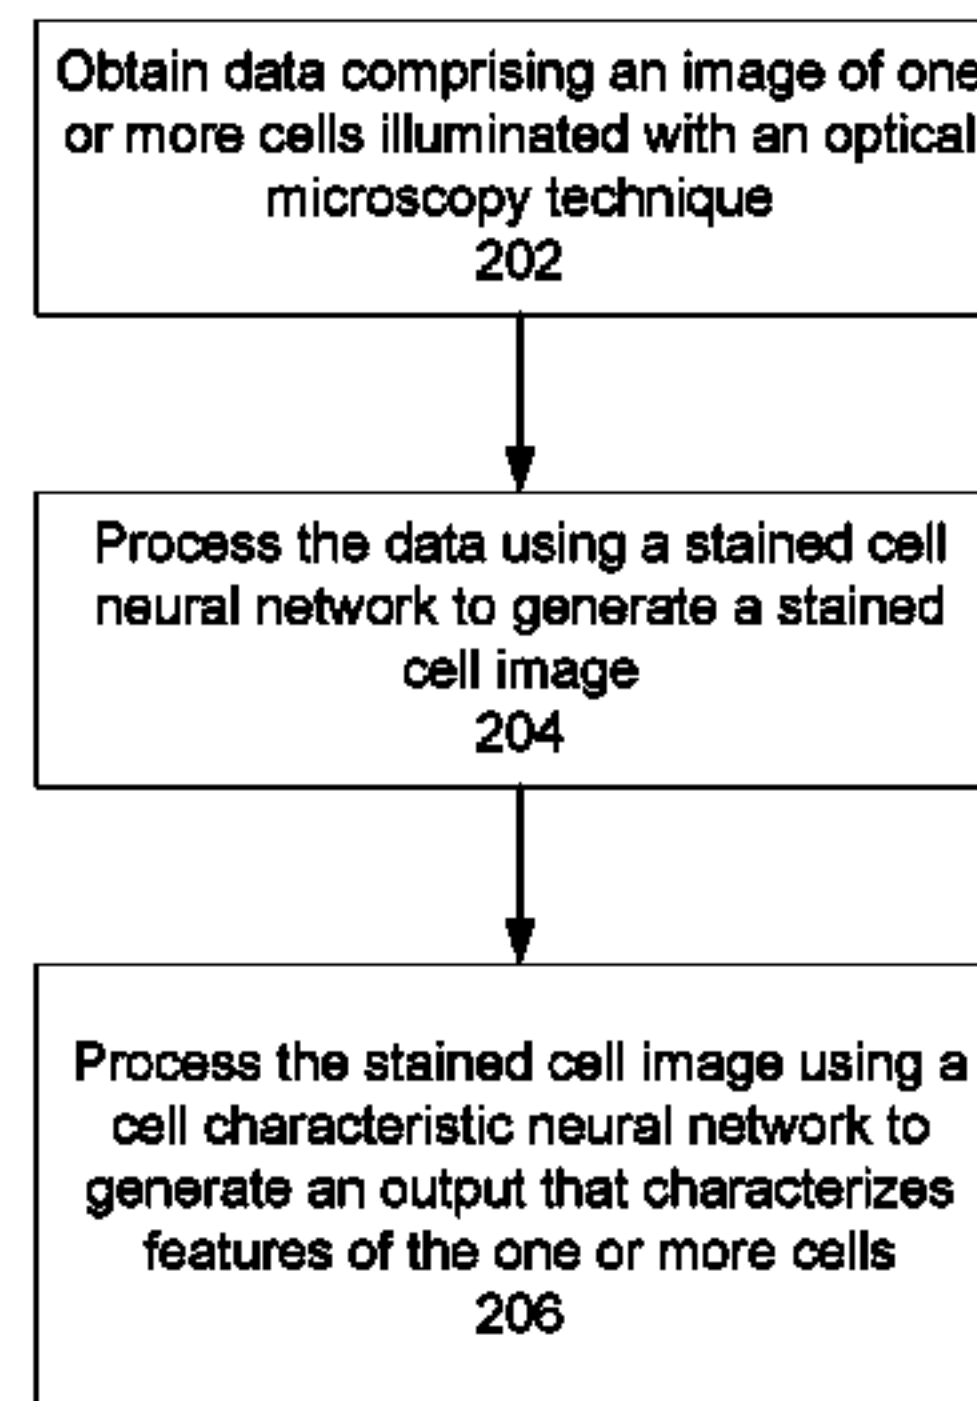 Obtain data comprising an image of one
or more cells illuminated with an optical
microscopy technique
202
Process the data using a stained cell
neural network to generate a stained
cell image
204
Process the stained cell image using a
cell characteristic neural network to
generate an output that characterizes
features of the one or more cells
206